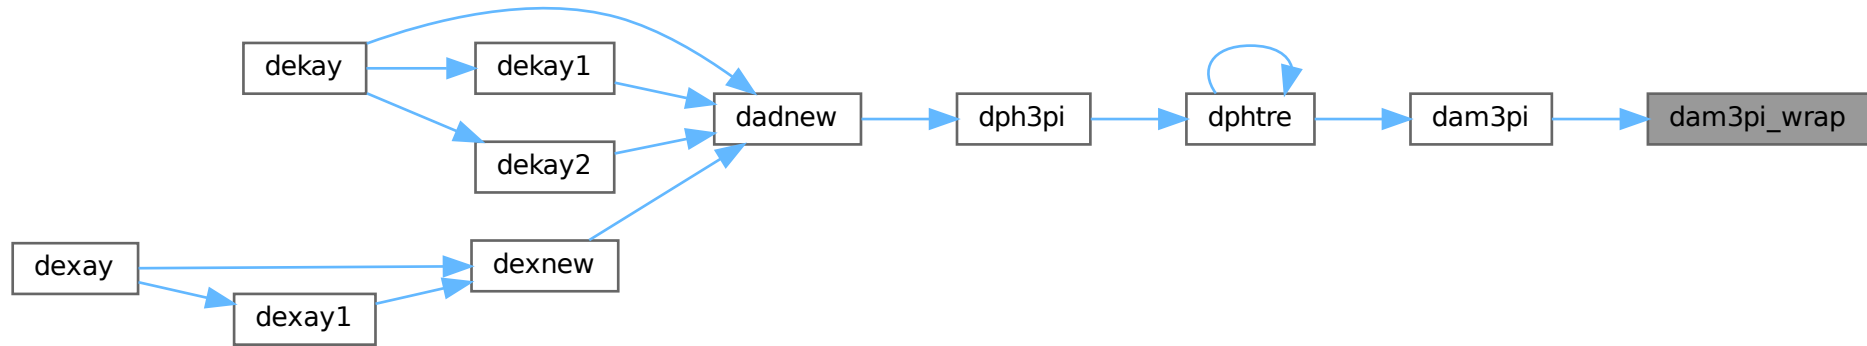 dekay
dekay1
dekay2
dadnew
dph3pi
dphtre
dam3pi
dam3pi_wrap
dexay
dexay1
dexnew